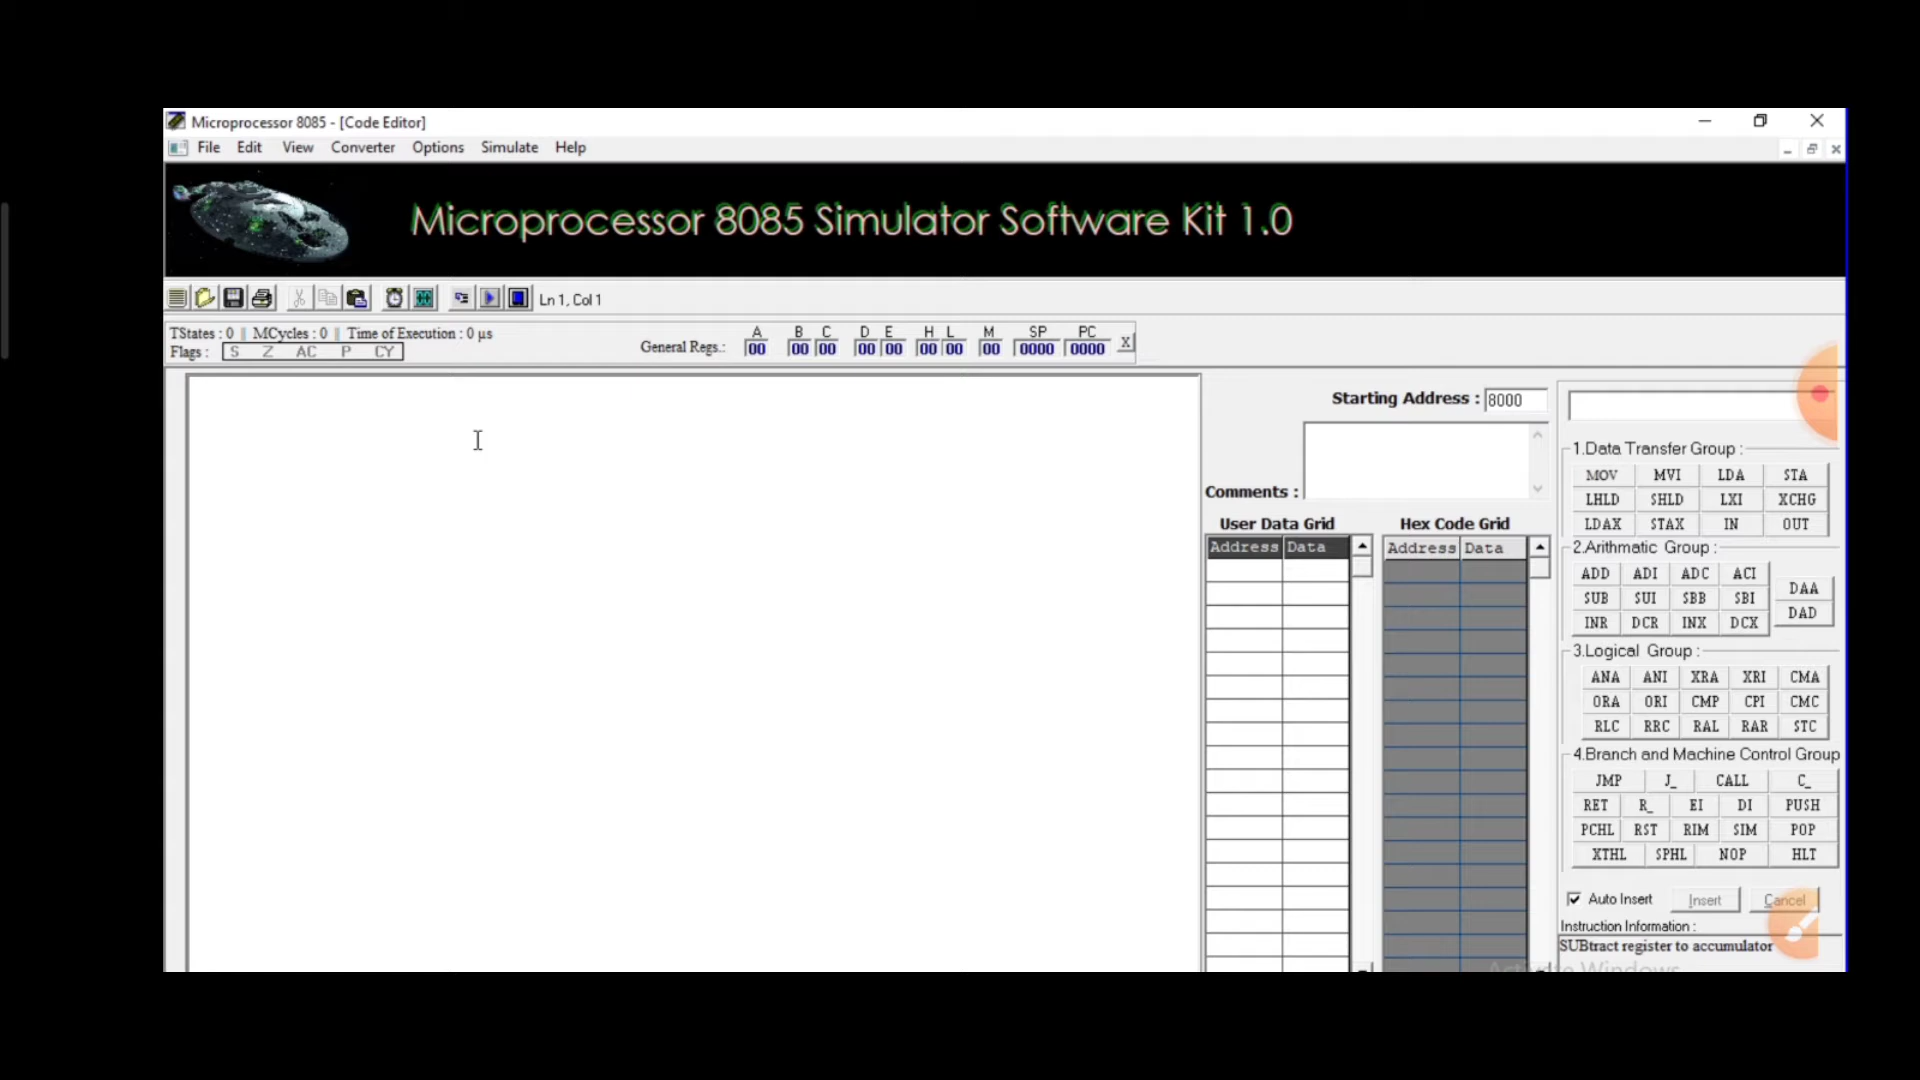 Microprocessor 8085 - [Code Editor]
File Edit View Converter Options Simulate Help
Microprocessor 8085 Simulator Software Kit 1.0
Ln 1, Col 1
TStates : 0 || MCycles : 0 || Time of Execution : 0 µs
Flags : S Z AC P CY
A B C D E H L M SP PC
General Regs.: 00 00 00 00 00 00 00 00 0000 0000 X
Starting Address : 8000
Comments :
User Data Grid
Address Data
Hex Code Grid
Address Data
1.Data Transfer Group :
MOV MVI LDA STA
LHLD SHLD LXI XCHG
LDAX STAX IN OUT
2.Arithmatic Group :
ADD ADI ADC ACI
DAA
SUB SUI SBB SBI
DAD
INR DCR INX DCX
3.Logical Group :
ANA ANI XRA XRI CMA
ORA ORI CMP CPI CMC
RLC RRC RAL RAR STC
4.Branch and Machine Control Group
JMP J_ CALL C_
RET R_ EI DI PUSH
PCHL RST RIM SIM POP
XTHL SPHL NOP HLT
Auto Insert Insert Cancel
Instruction Information :
SUBtract register to accumulator
Activate Windows